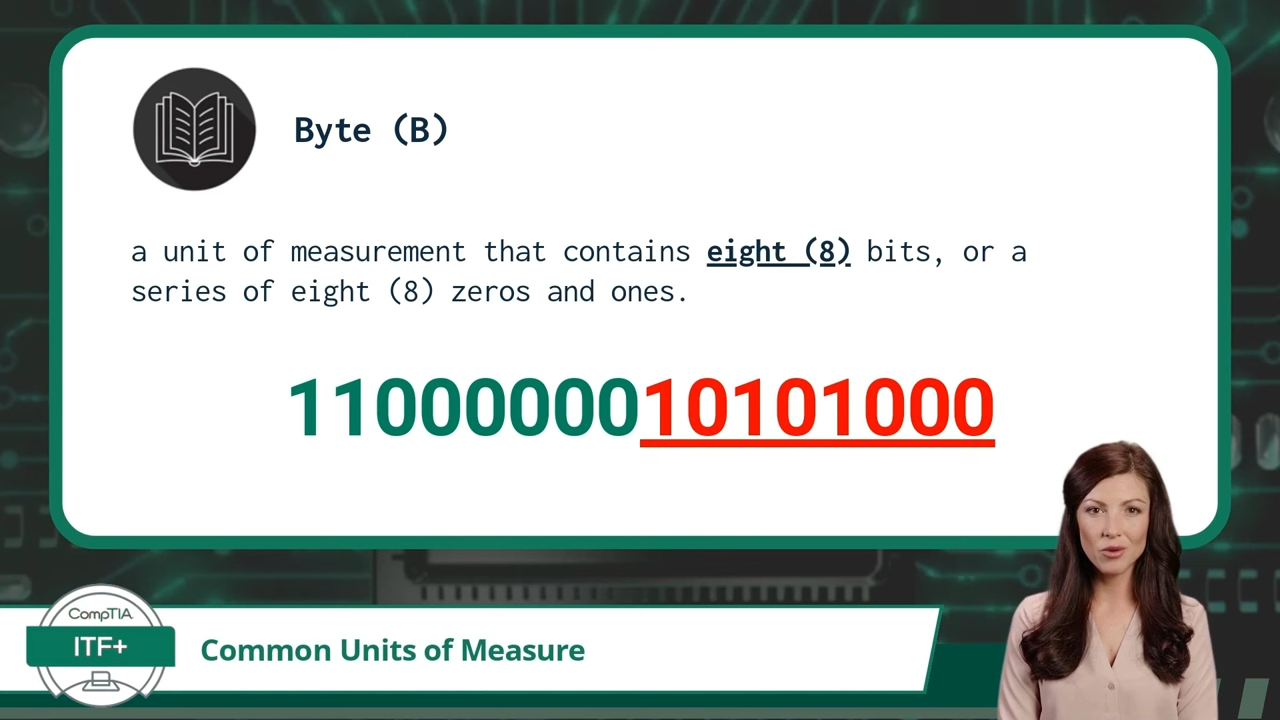 Byte (B)
a unit of measurement that contains eight (8) bits, or a
series of eight (8) zeros and ones.
1100000010101000
CompTIA
ITF+
Common Units of Measure